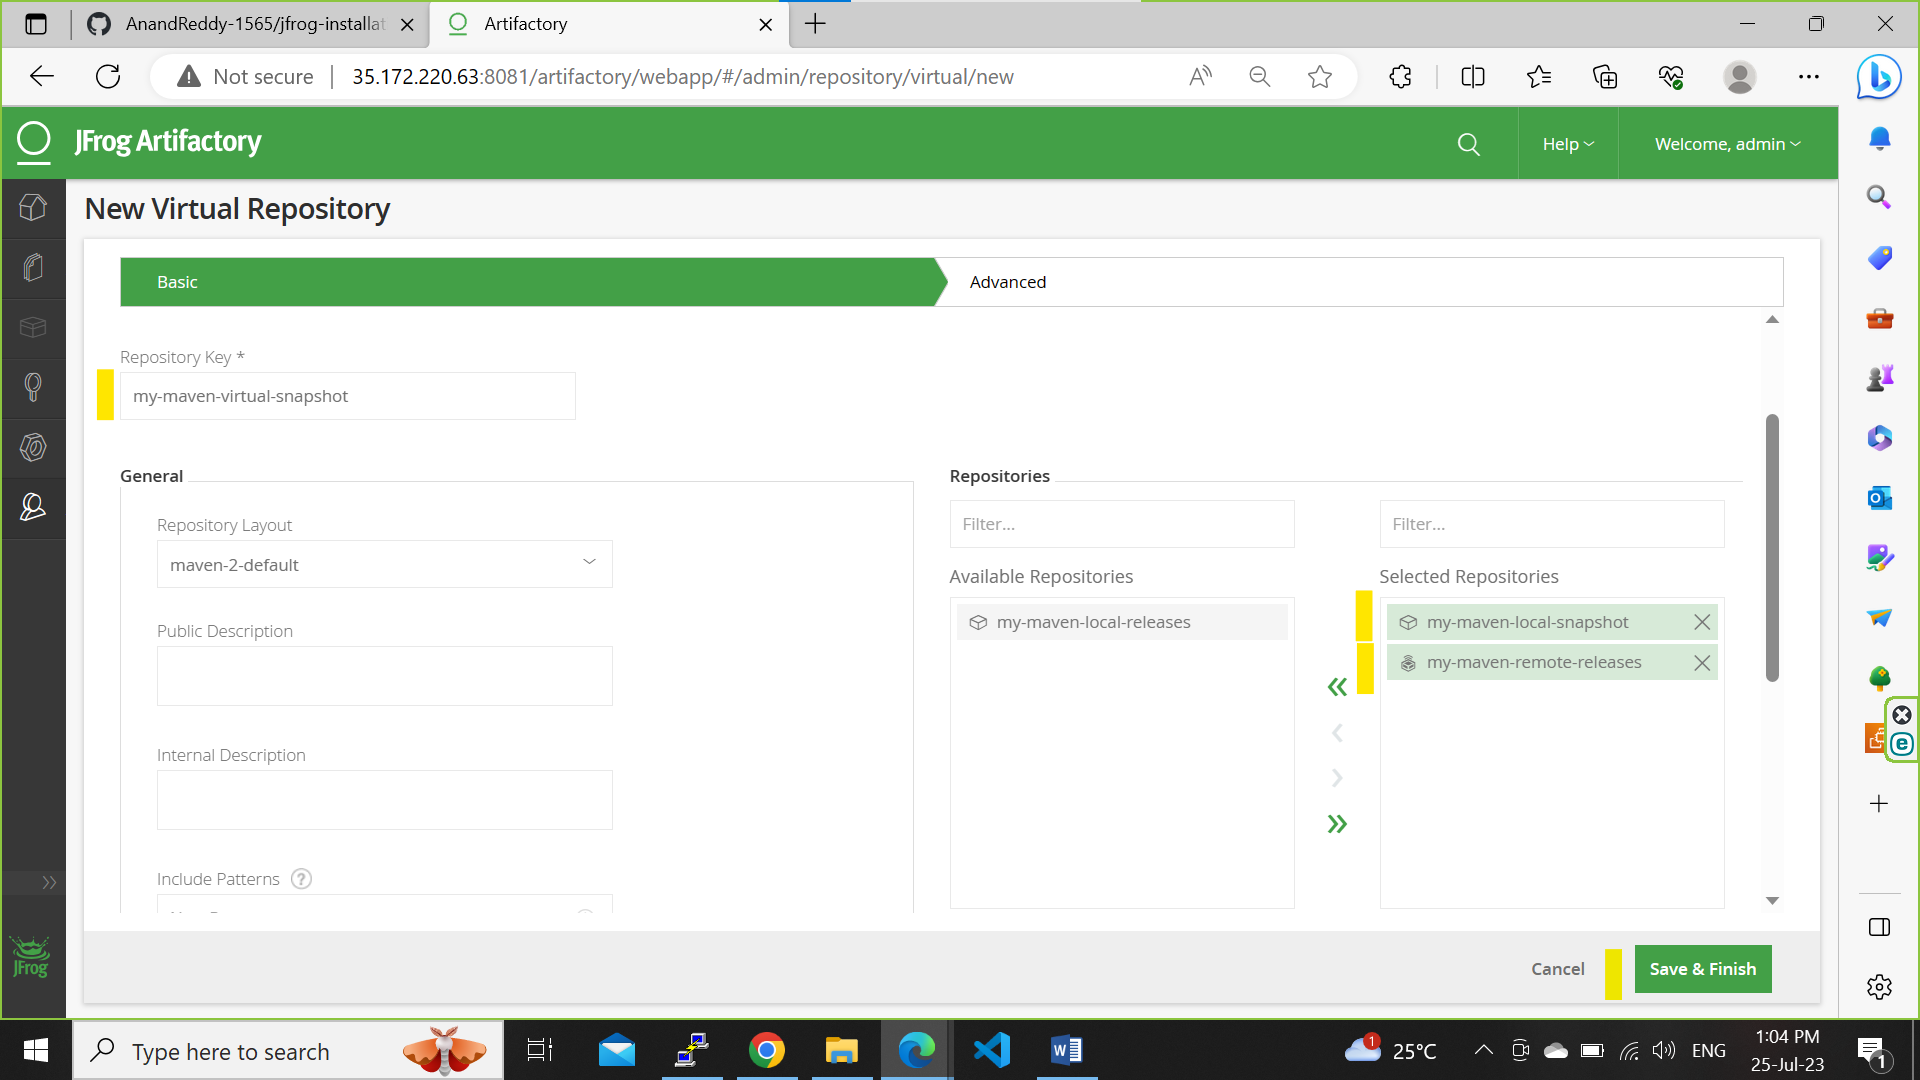 AnandReddy-1565/jfrog-installat
Artifactory
Not secure
35.172.220.63:8081/artifactory/webapp/#/admin/repository/virtual/new
JFrog Artifactory
Help
Welcome, admin
New Virtual Repository
Basic
Advanced
Repository Key *
my-maven-virtual-snapshot
General
Repositories
Repository Layout
maven-2-default
Filter...
Filter...
Available Repositories
Selected Repositories
my-maven-local-releases
my-maven-local-snapshot
my-maven-remote-releases
Public Description
Internal Description
Include Patterns ?
JFrog
Cancel
Save & Finish
Type here to search
1
25°C
ENG
1:04 PM
25-Jul-23
1